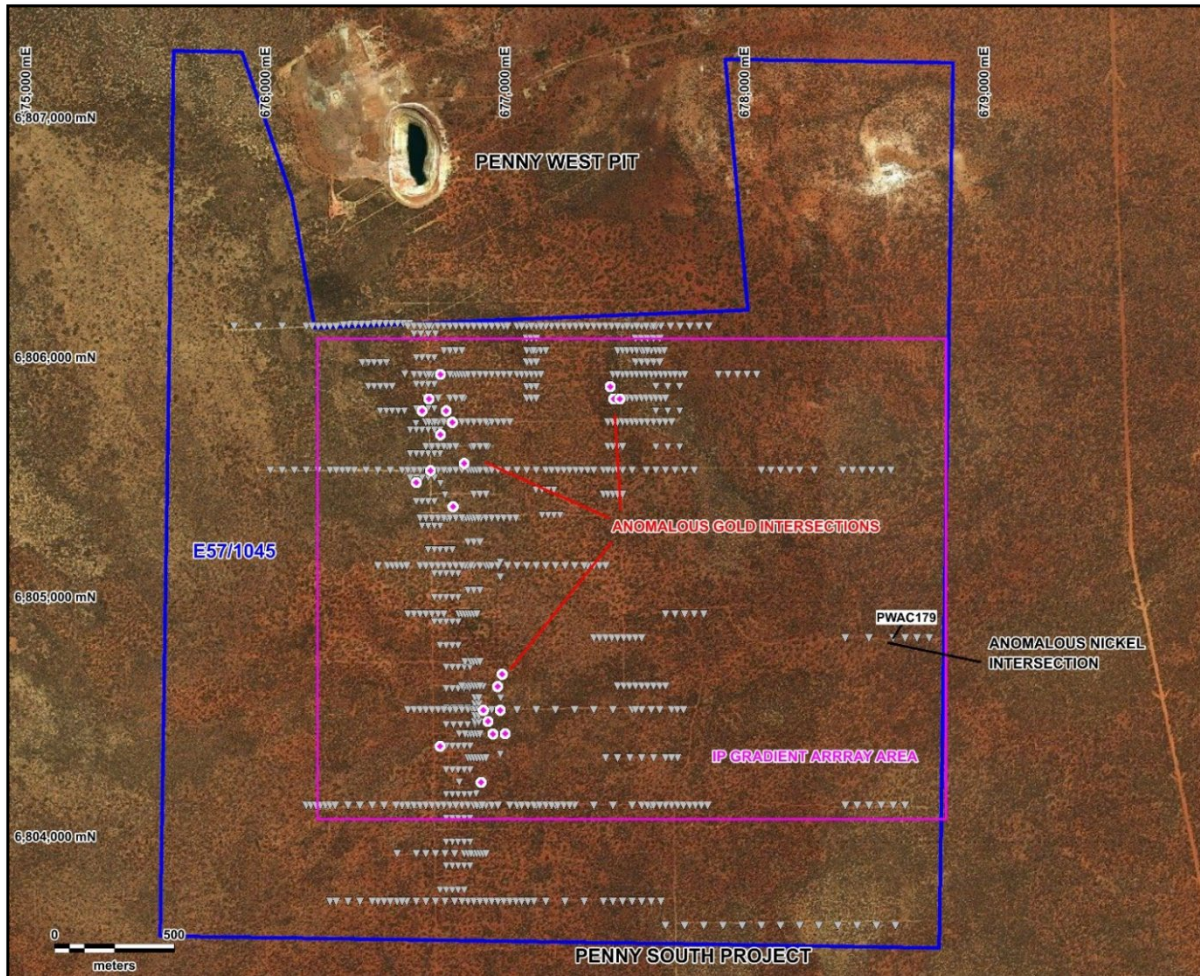 675,000 mE
676,000 mE
677,000 mE
678,000 mE
679,000 mE
6,807,000 mN
PENNY WEST PIT
6,806,000 mN
ANOMALOUS GOLD INTERSECTIONS
E57/1045
6,805,000 mN
PWAC179
ANOMALOUS NICKEL
INTERSECTION
IP GRADIENT ARRRAY AREA
6,804,000 mN
0 500
meters
PENNY SOUTH PROJECT